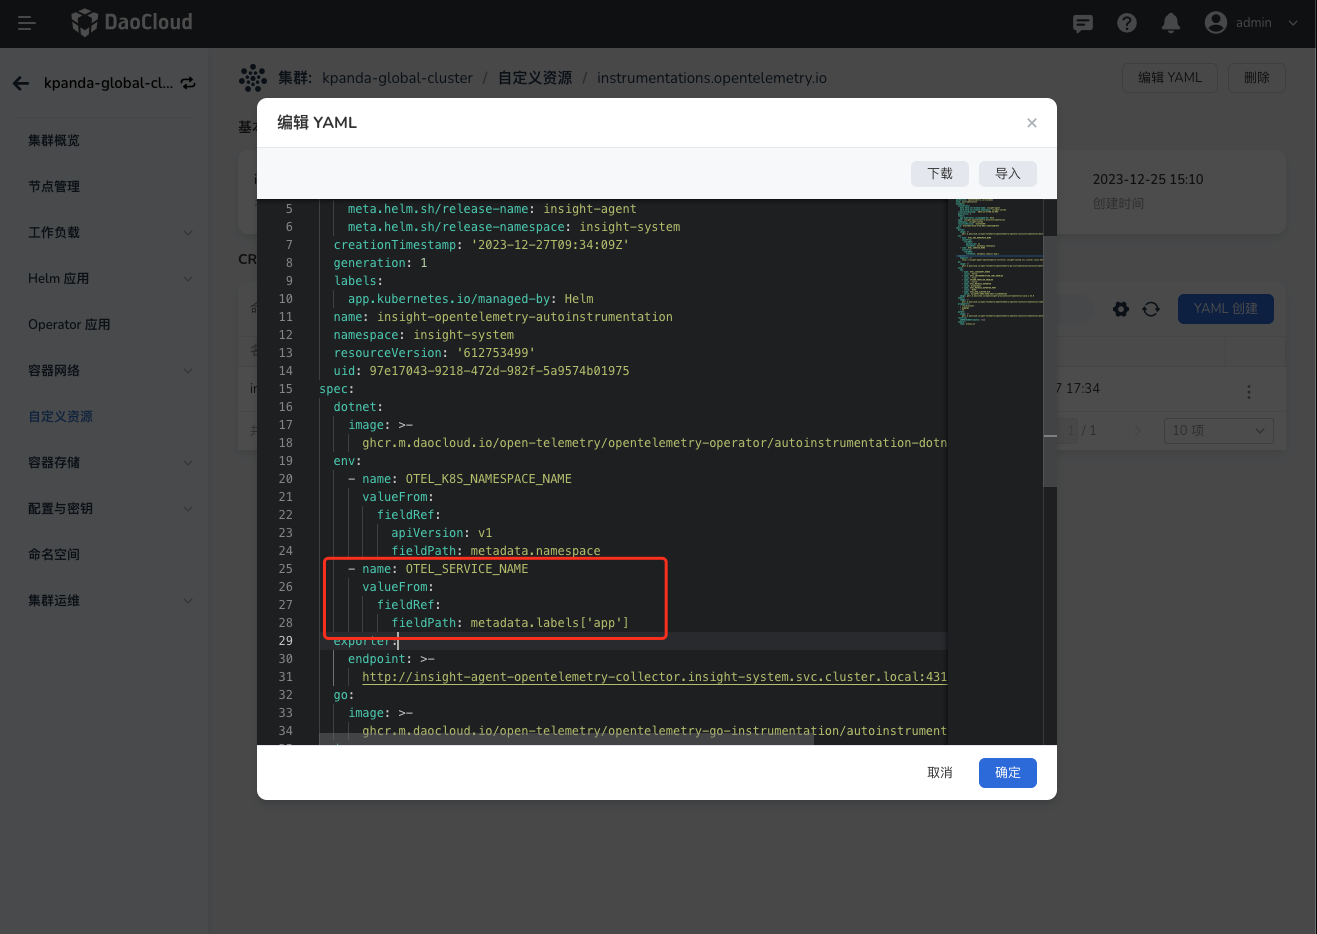 DaoCloud
admin
kpanda-global-cl...
集群: kpanda-global-cluster / 自定义资源 / instrumentations.opentelemetry.io
编辑 YAML
删除
集群概览
节点管理
工作负载
Helm 应用
Operator 应用
容器网络
自定义资源
容器存储
配置与密钥
命名空间
集群运维
2023-12-25 15:10
创建时间
CR
YAML 创建
17:34
1 / 1
10 项
编辑 YAML
下载
导入
5 meta.helm.sh/release-name: insight-agent
6 meta.helm.sh/release-namespace: insight-system
7 creationTimestamp: '2023-12-27T09:34:09Z'
8 generation: 1
9 labels:
10 app.kubernetes.io/managed-by: Helm
11 name: insight-opentelemetry-autoinstrumentation
12 namespace: insight-system
13 resourceVersion: '612753499'
14 uid: 97e17043-9218-472d-982f-5a9574b01975
15 spec:
16 dotnet:
17 image: >-
18 ghcr.m.daocloud.io/open-telemetry/opentelemetry-operator/autoinstrumentation-dotn
19 env:
20 - name: OTEL_K8S_NAMESPACE_NAME
21 valueFrom:
22 fieldRef:
23 apiVersion: v1
24 fieldPath: metadata.namespace
25 - name: OTEL_SERVICE_NAME
26 valueFrom:
27 fieldRef:
28 fieldPath: metadata.labels['app']
29 exporter:
30 endpoint: >-
31 http://insight-agent-opentelemetry-collector.insight-system.svc.cluster.local:431
32 go:
33 image: >-
34 ghcr.m.daocloud.io/open-telemetry/opentelemetry-go-instrumentation/autoinstrument
取消
确定